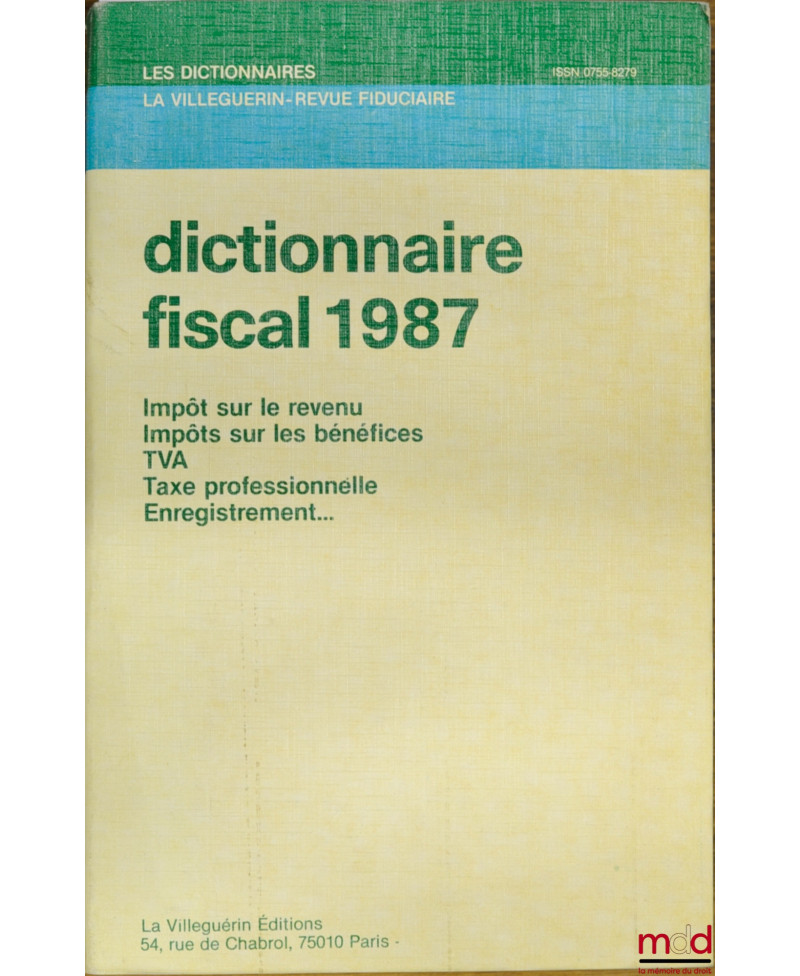 LES DICTIONNAIRES ISSN 0755-8279
LA VILLEGUERIN-REVUE FIDUCIAIRE
dictionnaire
fiscal 1987
Impôt sur le revenu
Impôts sur les bénéfices
TVA
Taxe professionnelle
Enregistrement...
La Villeguérin Éditions
54, rue de Chabrol, 75010 Paris -
mdd
la mémoire du droit